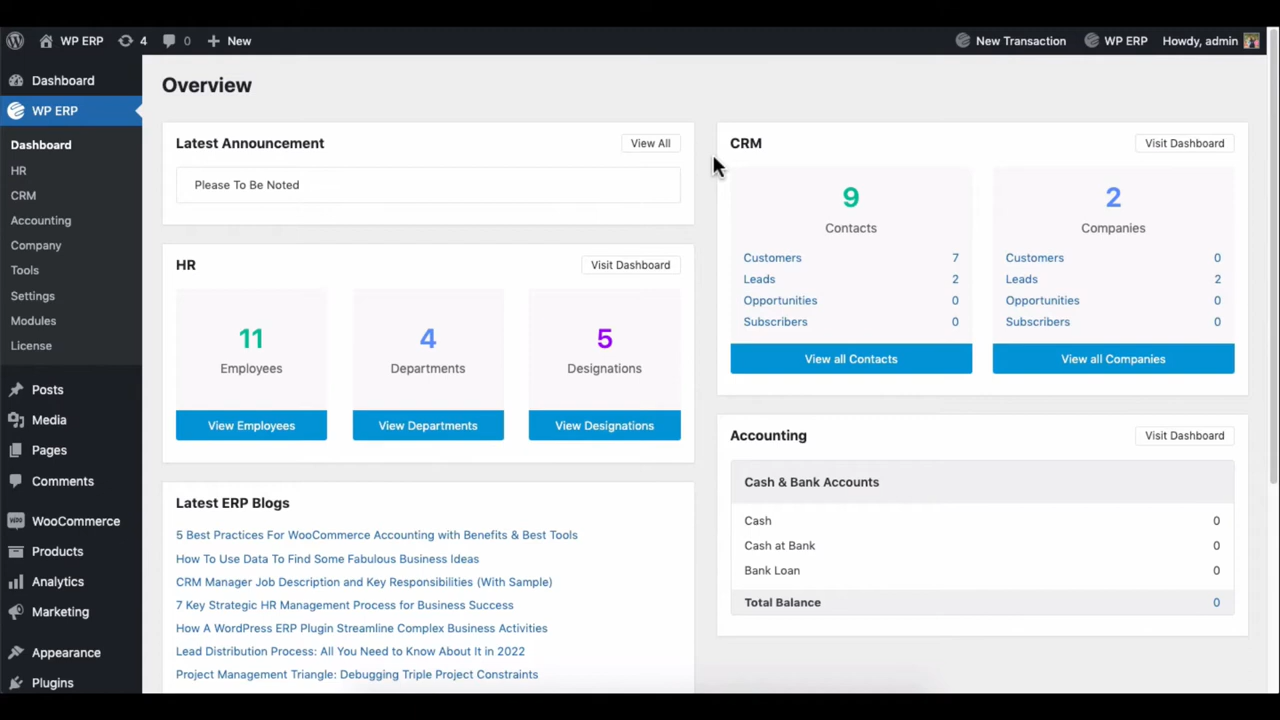 WP ERP
4
0
New
New Transaction
WP ERP
Howdy, admin
Dashboard
WP ERP
Dashboard
HR
CRM
Accounting
Company
Tools
Settings
Modules
License
Posts
Media
Pages
Comments
WooCommerce
Products
Analytics
Marketing
Appearance
Plugins
Overview
Latest Announcement
View All
Please To Be Noted
HR
Visit Dashboard
11
Employees
View Employees
4
Departments
View Departments
5
Designations
View Designations
Latest ERP Blogs
5 Best Practices For WooCommerce Accounting with Benefits & Best Tools
How To Use Data To Find Some Fabulous Business Ideas
CRM Manager Job Description and Key Responsibilities (With Sample)
7 Key Strategic HR Management Process for Business Success
How A WordPress ERP Plugin Streamline Complex Business Activities
Lead Distribution Process: All You Need to Know About It in 2022
Project Management Triangle: Debugging Triple Project Constraints
CRM
Visit Dashboard
9
Contacts
Customers 7
Leads 2
Opportunities 0
Subscribers 0
View all Contacts
2
Companies
Customers 0
Leads 2
Opportunities 0
Subscribers 0
View all Companies
Accounting
Visit Dashboard
Cash & Bank Accounts
Cash 0
Cash at Bank 0
Bank Loan 0
Total Balance 0